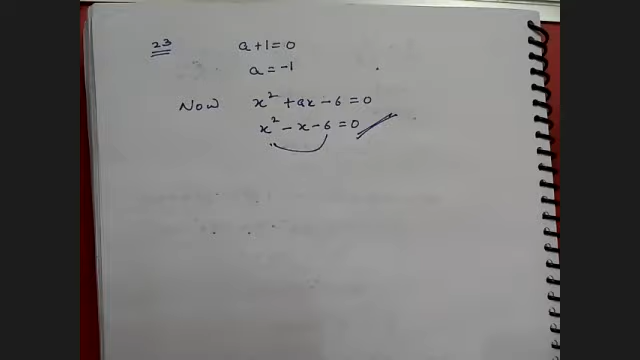 23 a + 1 = 0
a = -1
Now x² + ax - 6 = 0
x² - x - 6 = 0